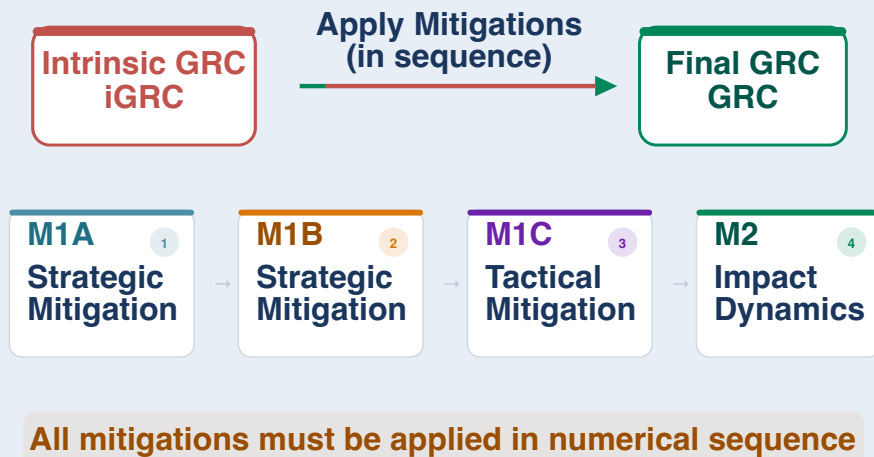 Intrinsic GRC
iGRC
Apply Mitigations
(in sequence)
Final GRC
GRC
M1A
1
Strategic
Mitigation
→
M1B
2
Strategic
Mitigation
→
M1C
3
Tactical
Mitigation
→
M2
4
Impact
Dynamics
All mitigations must be applied in numerical sequence